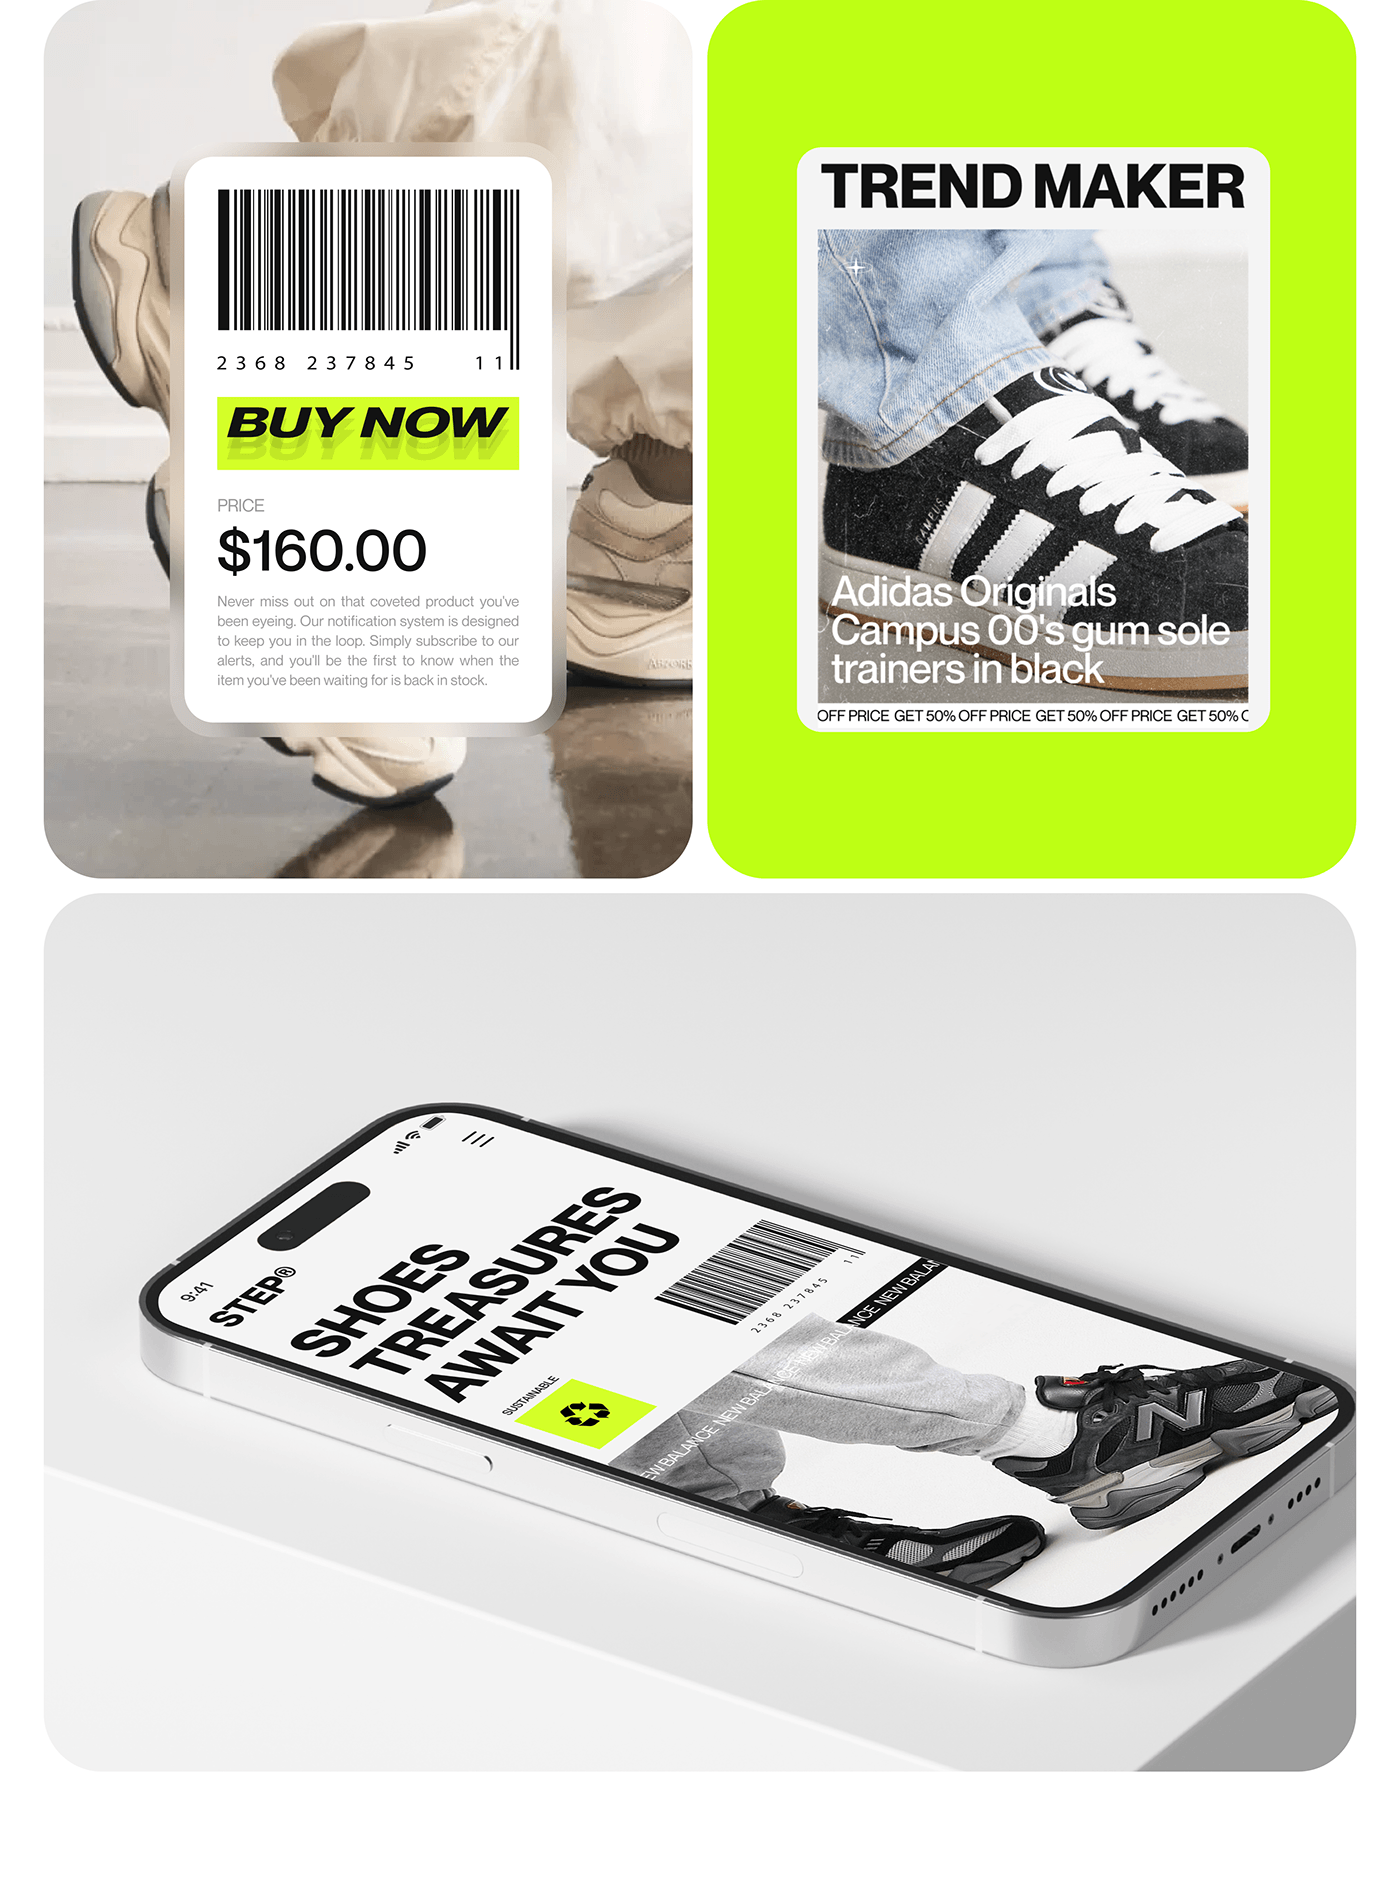 2368 237845 11
BUY NOW
BUY NOW
PRICE
$160.00
Never miss out on that coveted product you've
been eyeing. Our notification system is designed
to keep you in the loop. Simply subscribe to our
alerts, and you'll be the first to know when the
item you've been waiting for is back in stock.
TREND MAKER
CAMPUS
Adidas Originals
Campus 00's gum sole
trainers in black
OFF PRICE GET 50% OFF PRICE GET 50% OFF PRICE GET 50%
9:41
STEP®
SHOES
TREASURES
AWAIT YOU
2368 237845 11
SUSTAINABLE
NEW BALANCE NEW BALANCE NEW BALANCE NEW BALAN
N